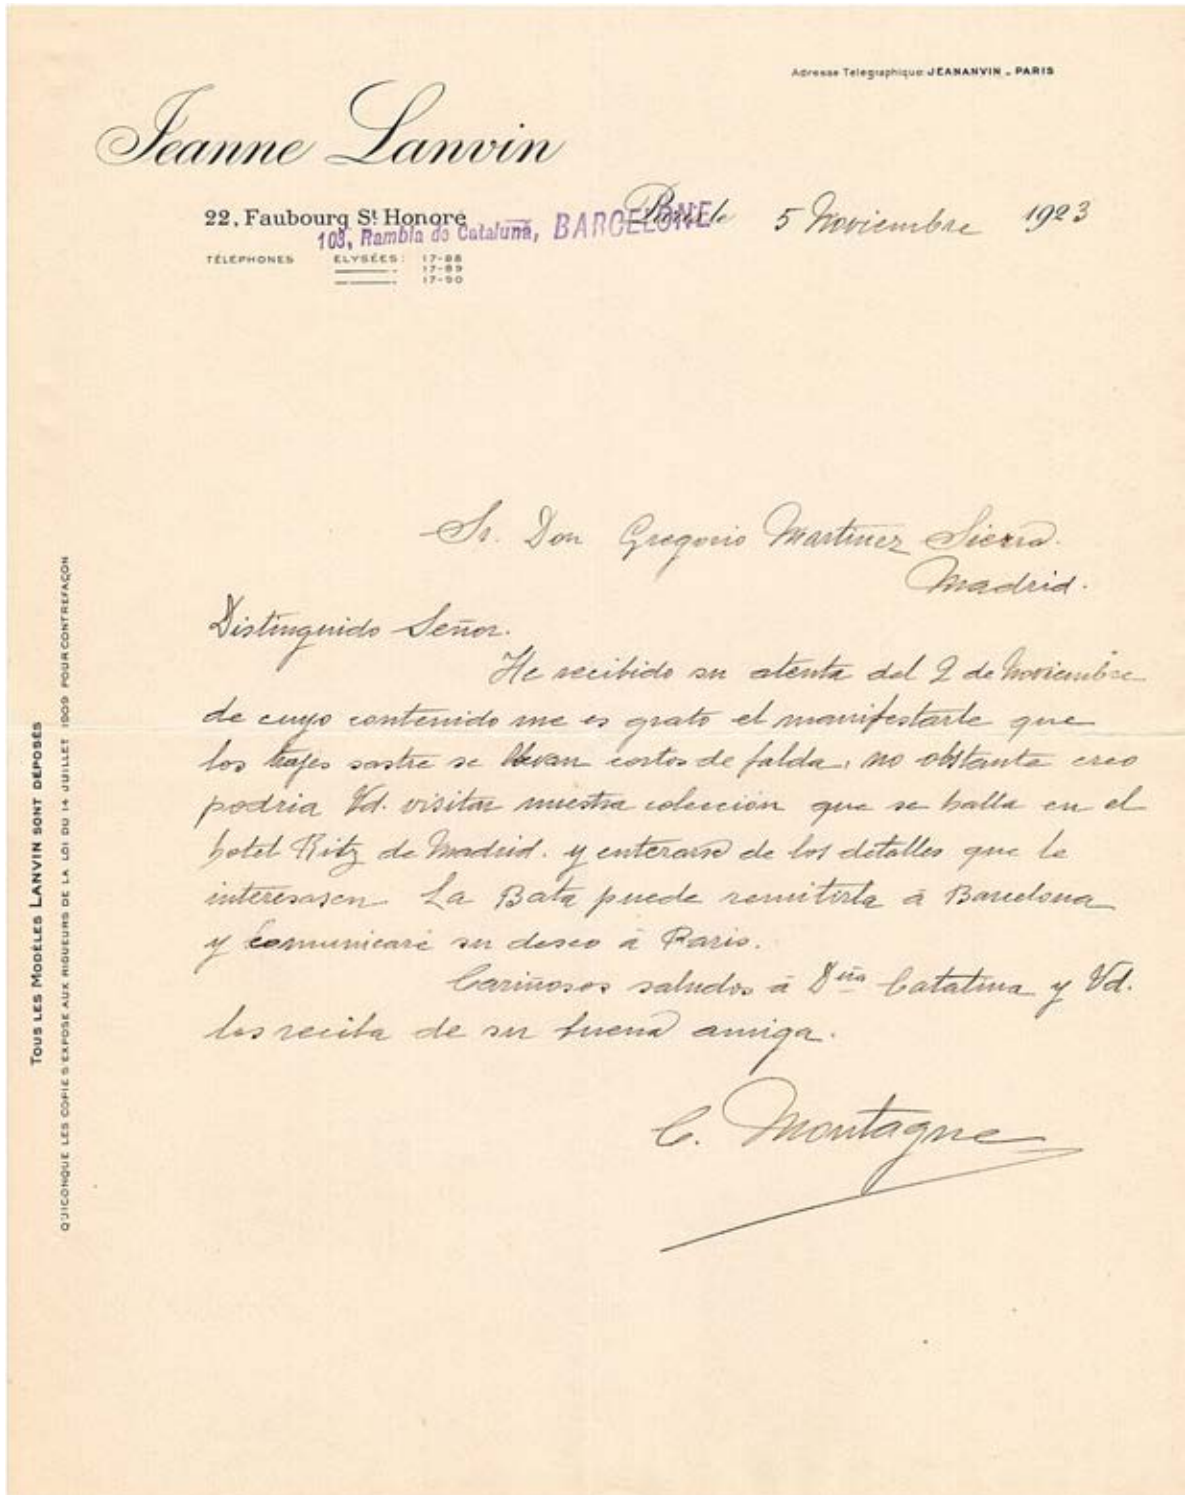 Adresse Telegraphique: JEANANVIN - PARIS
Jeanne Lanvin
22, Faubourg St Honoré
Paris le 5 Noviembre 1923
103, Rambla de Cataluña, BARCELONE
TÉLÉPHONES ELYSÉES: 17-88
17-89
17-90
Sr. Don Gregorio Martinez Sierra.
Madrid.
Distinguido Señor.
He recibido su atenta del 2 de Noviembre
de cuyo contenido me es grato el manifestarle que
los trajes sastre se llevan cortos de falda, no obstante creo
podria Vd. visitar nuestra colección que se halla en el
hotel Ritz de Madrid. y enterarse de los detalles que le
interesasen. La Bata puede remitirla á Barcelona
y comunicaré su deseo á Paris.
Cariñosos saludos á Dña Catalina y Vd.
los reciba de su buena amiga.
C. Montagne
TOUS LES MODÈLES LANVIN SONT DÉPOSÉS
QUICONQUE LES COPIE S'EXPOSE AUX RIGUEURS DE LA LOI DU 14 JUILLET 1909 POUR CONTREFAÇON